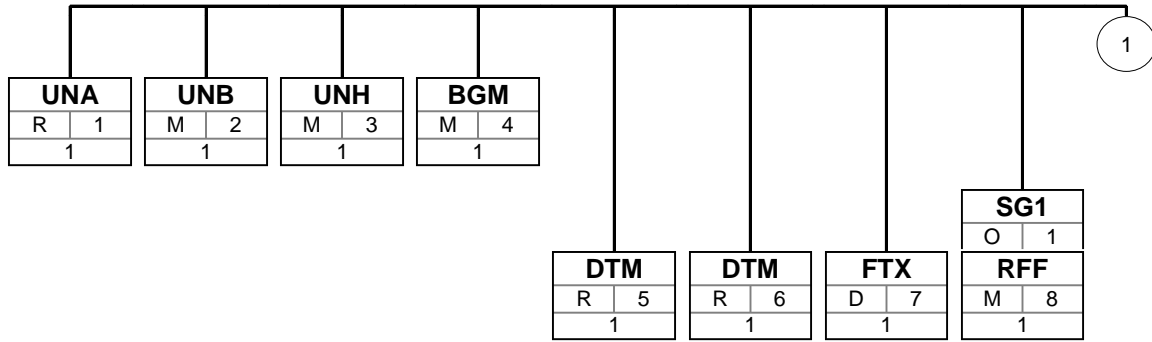 1
UNA UNB UNH BGM
R 1 M 2 M 3 M 4
1 1 1 1
SG1
O 1
DTM DTM FTX RFF
R 5 R 6 D 7 M 8
1 1 1 1